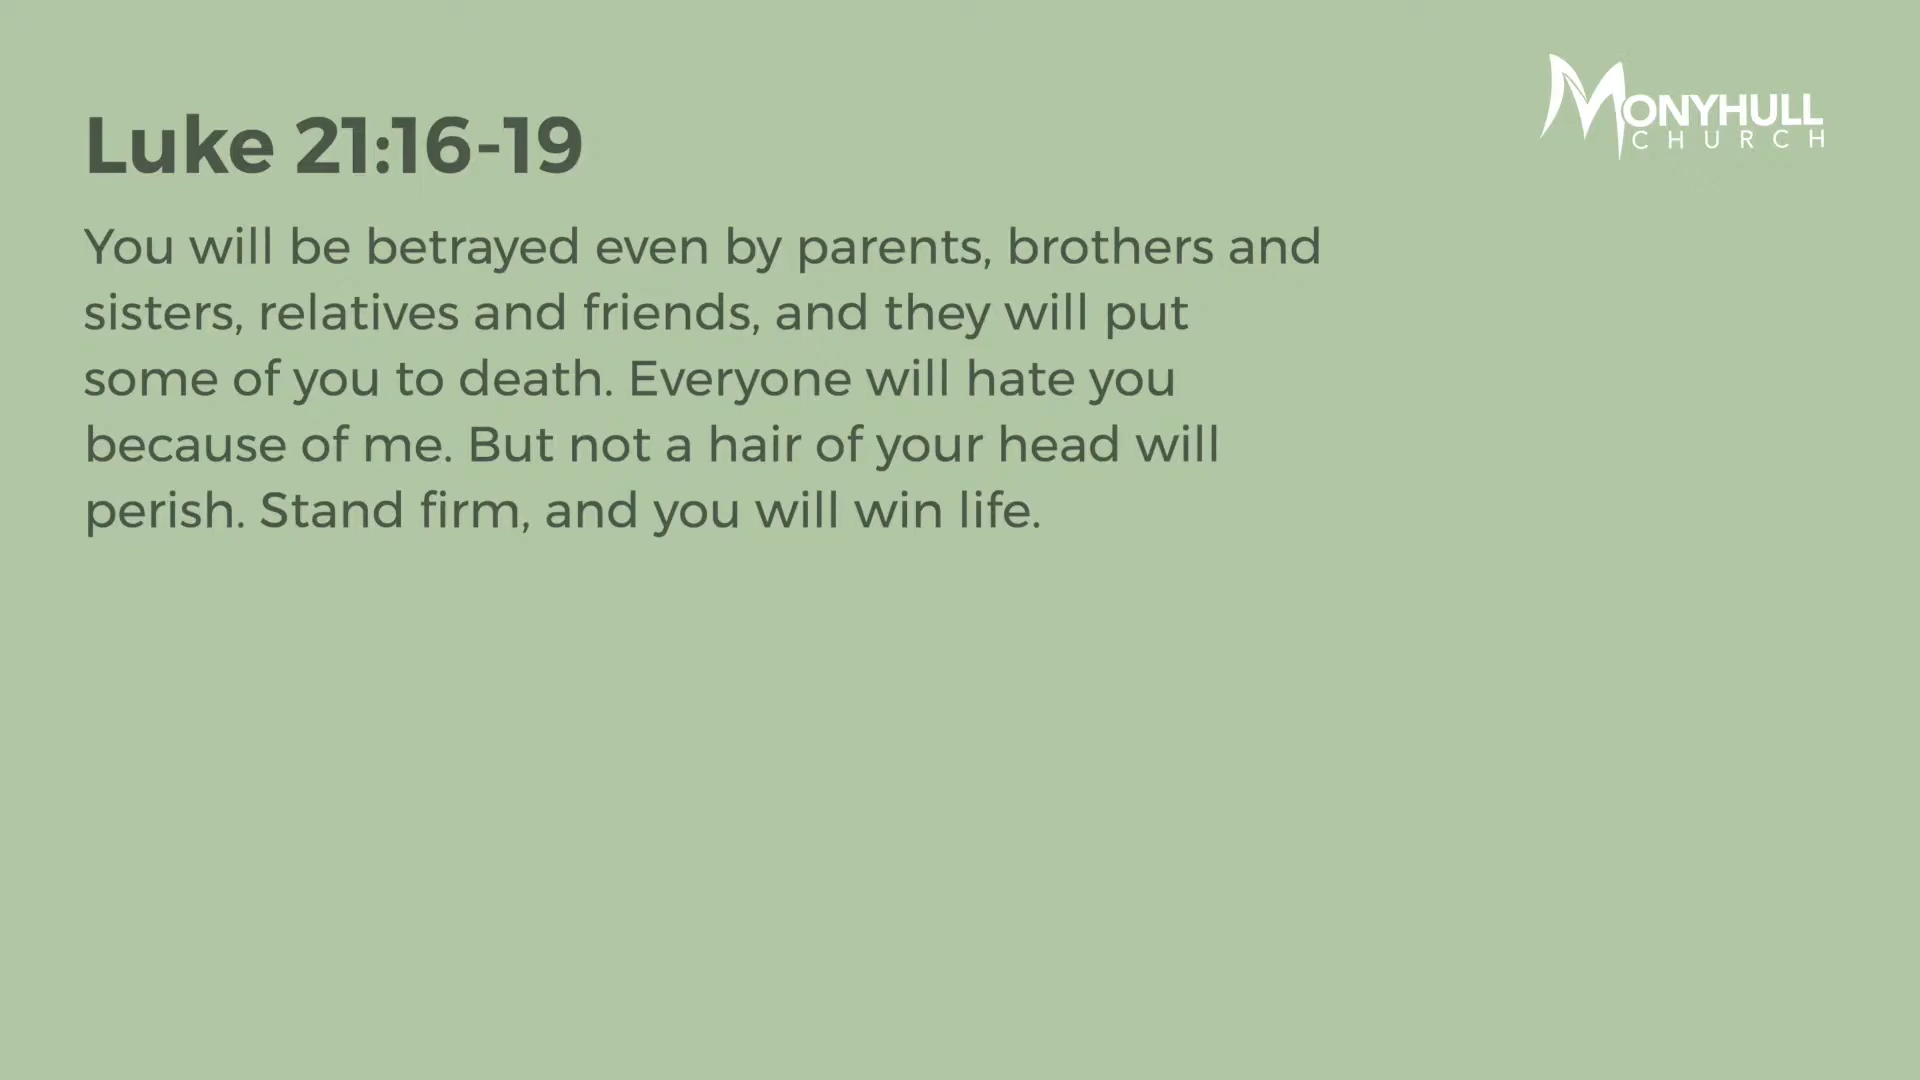 MONYHULL
CHURCH
Luke 21:16-19
You will be betrayed even by parents, brothers and
sisters, relatives and friends, and they will put
some of you to death. Everyone will hate you
because of me. But not a hair of your head will
perish. Stand firm, and you will win life.